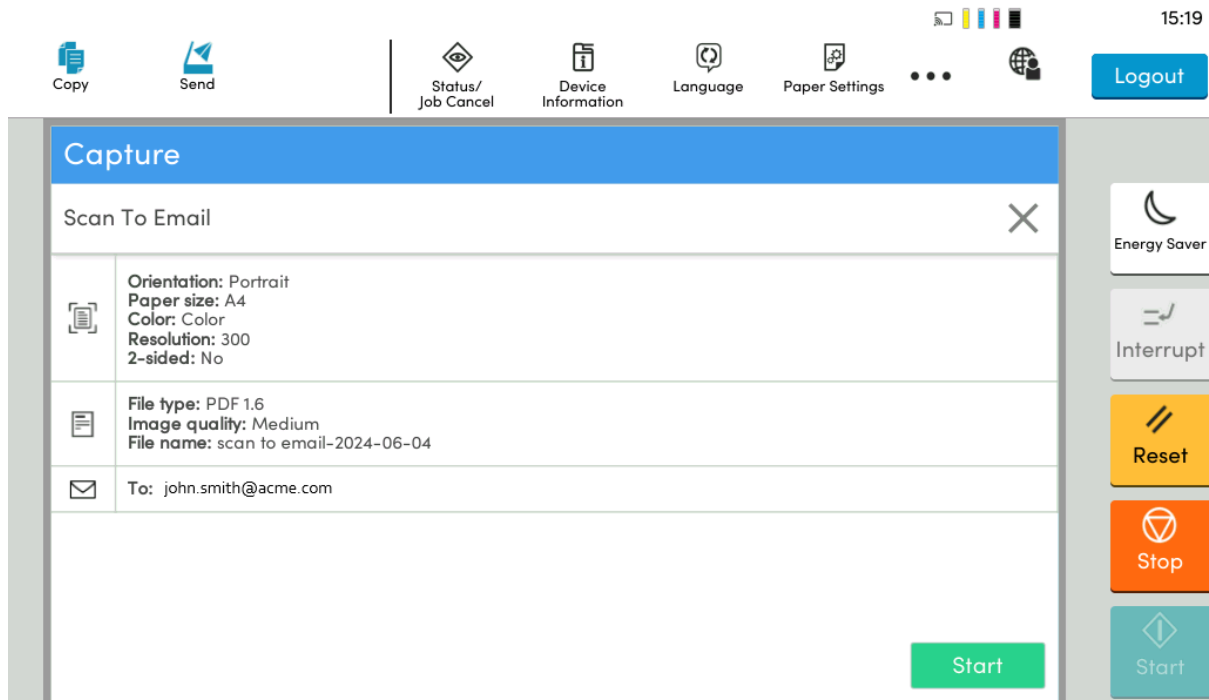 15:19
Copy
Send
Status/
Job Cancel
Device
Information
Language
Paper Settings
Logout
Capture
Scan To Email
Orientation: Portrait
Paper size: A4
Color: Color
Resolution: 300
2-sided: No
File type: PDF 1.6
Image quality: Medium
File name: scan to email-2024-06-04
To: john.smith@acme.com
Start
Energy Saver
Interrupt
Reset
Stop
Start